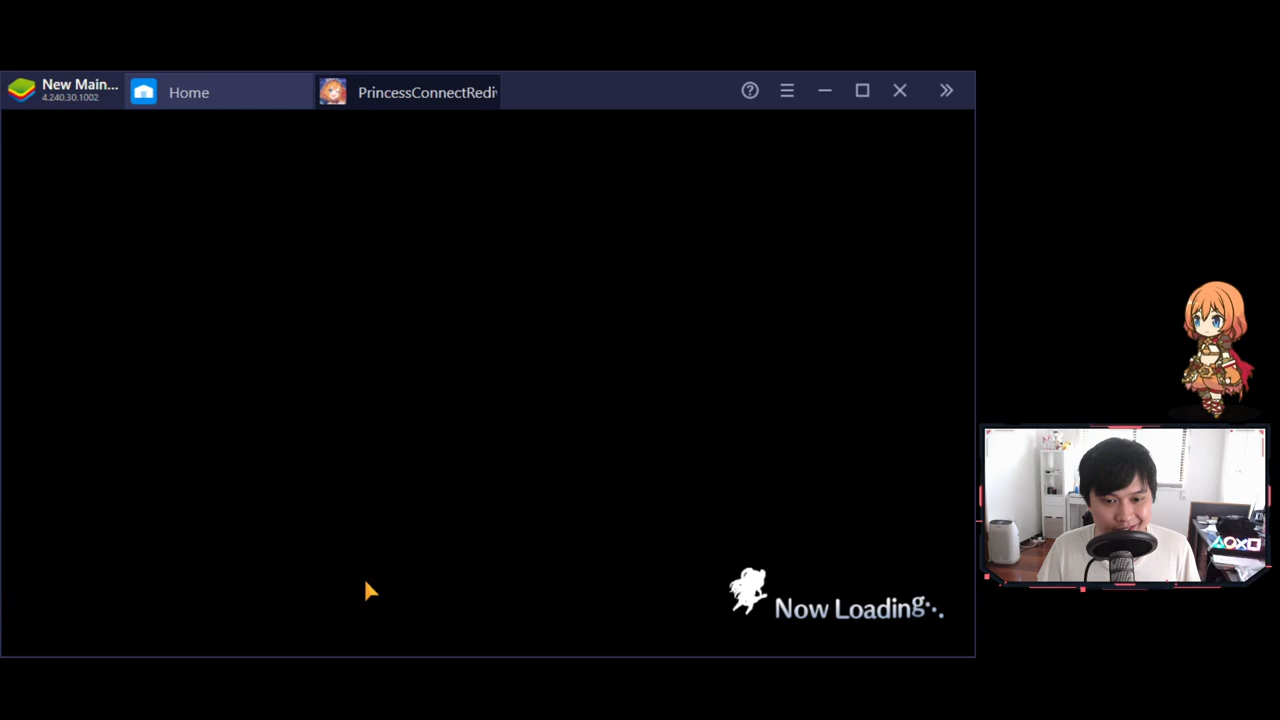 New Main...
4.240.30.1002
Home
PrincessConnectRedi
Now Loading...